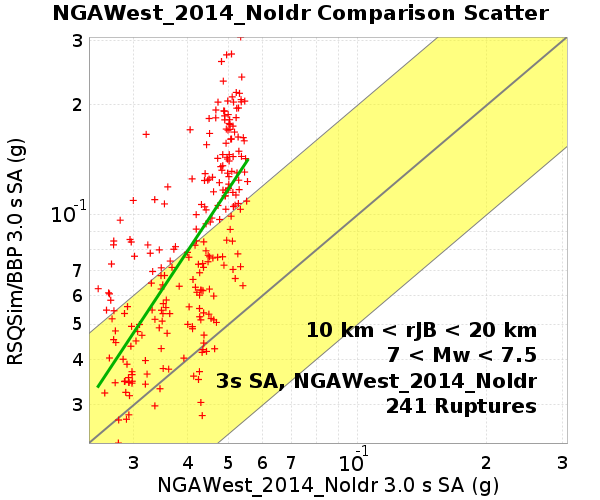 NGAWest_2014_NoIdr Comparison Scatter
RSQSim/BBP 3.0 s SA (g)
3
2
10⁻¹
7
6
5
4
3
10 km < rJB < 20 km
7 < Mw < 7.5
3s SA, NGAWest_2014_NoIdr
241 Ruptures
3 4 5 6 7 10⁻¹ 2 3
NGAWest_2014_NoIdr 3.0 s SA (g)